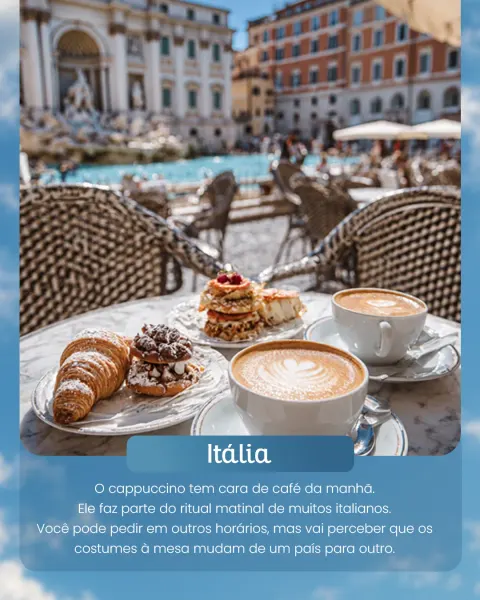 Itália
O cappuccino tem cara de café da manhã.
Ele faz parte do ritual matinal de muitos italianos.
Você pode pedir em outros horários, mas vai perceber que os
costumes à mesa mudam de um país para outro.